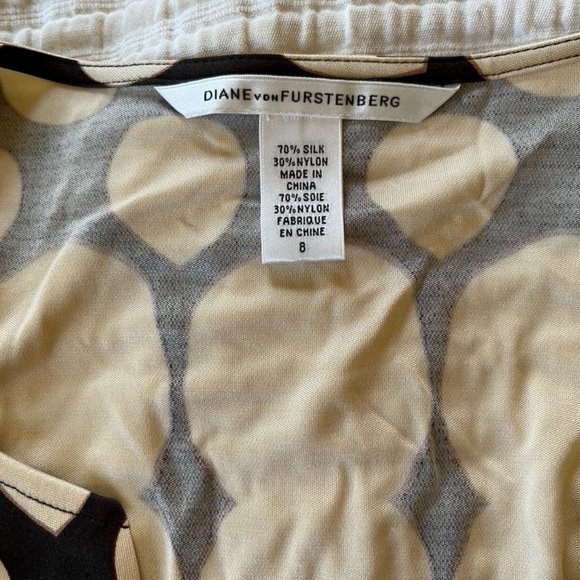 DIANE VON FURSTENBERG
70% SILK
30% NYLON
MADE IN
CHINA
70% SOIE
30% NYLON
FABRIQUE
EN CHINE
8